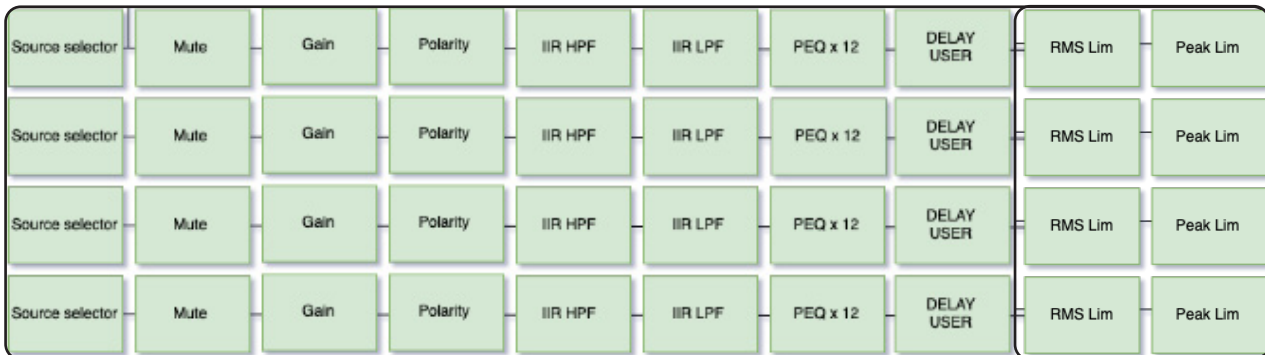 Source selector Mute Gain Polarity IIR HPF IIR LPF PEQ x 12 DELAY USER RMS Lim Peak Lim
Source selector Mute Gain Polarity IIR HPF IIR LPF PEQ x 12 DELAY USER RMS Lim Peak Lim
Source selector Mute Gain Polarity IIR HPF IIR LPF PEQ x 12 DELAY USER RMS Lim Peak Lim
Source selector Mute Gain Polarity IIR HPF IIR LPF PEQ x 12 DELAY USER RMS Lim Peak Lim